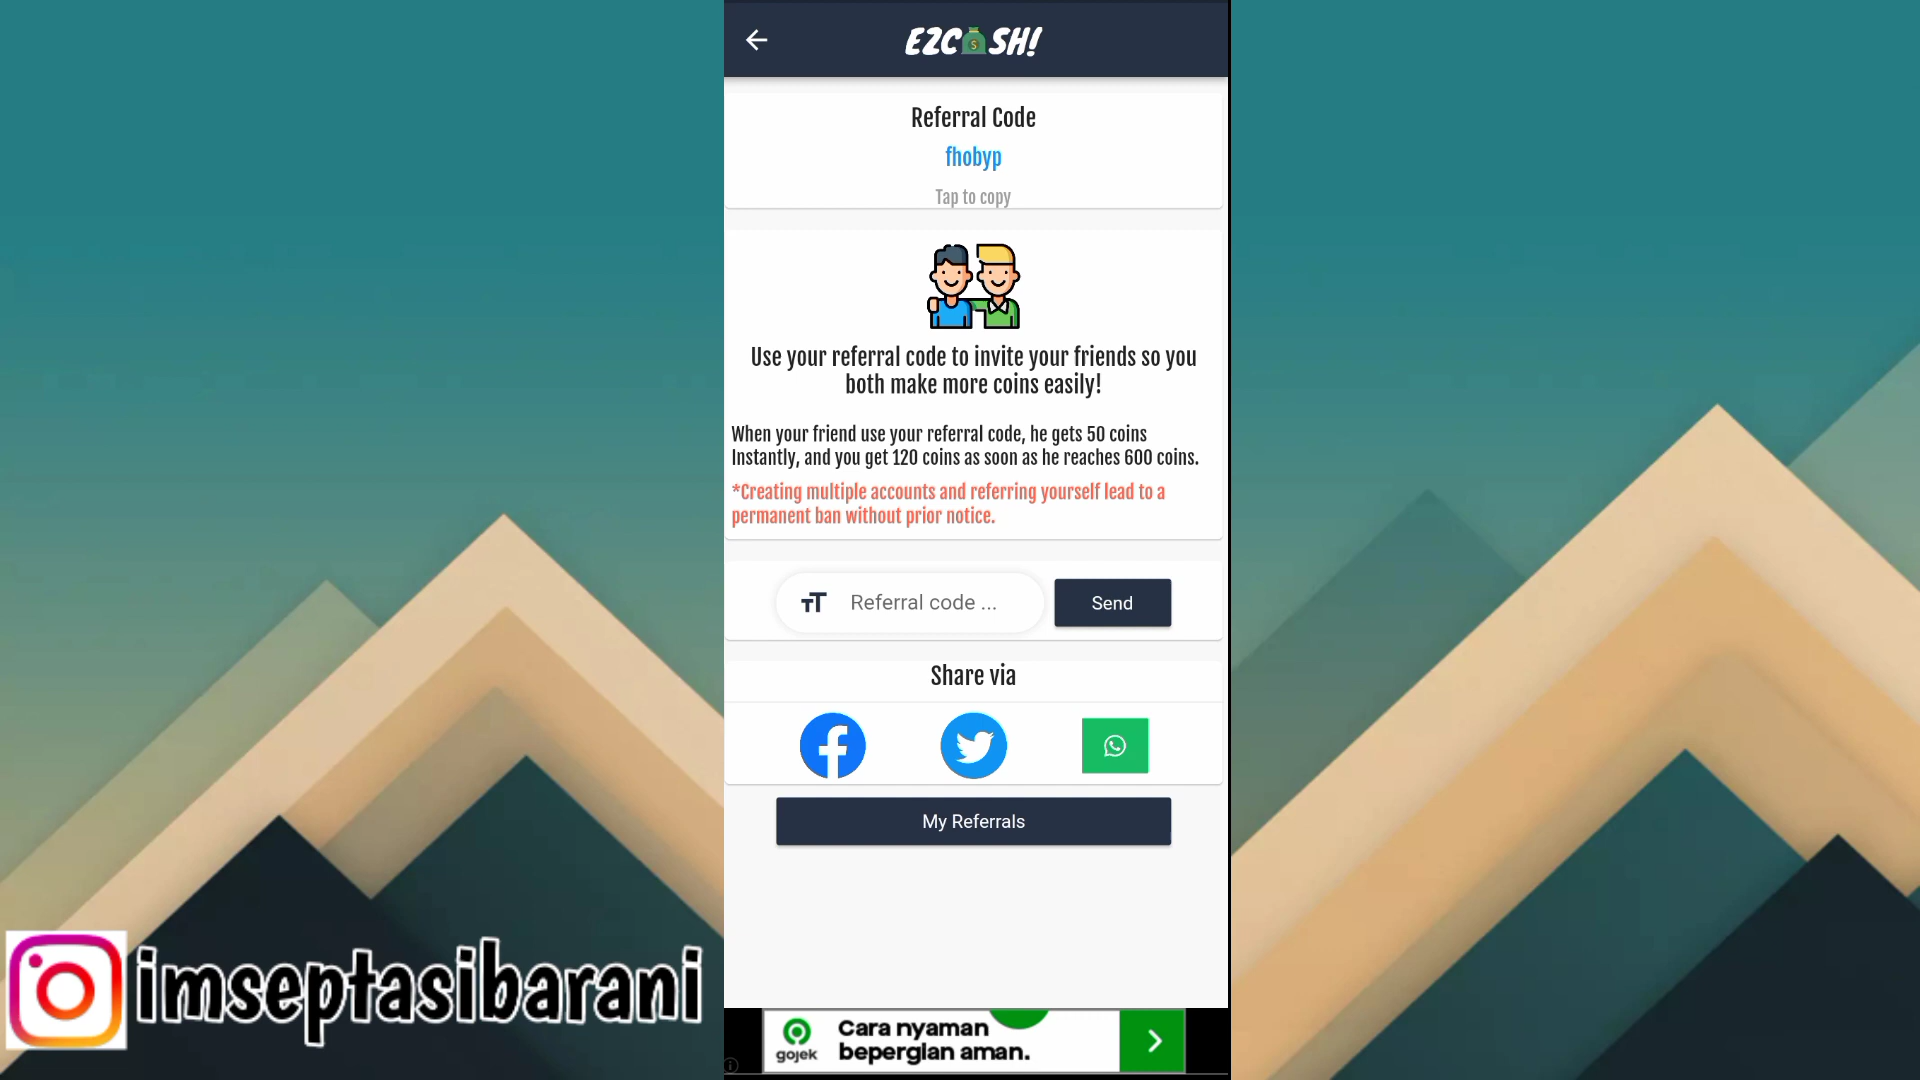 EZCASH!
Referral Code
fhobyp
Tap to copy
Use your referral code to invite your friends so you
both make more coins easily!
When your friend use your referral code, he gets 50 coins
Instantly, and you get 120 coins as soon as he reaches 600 coins.
*Creating multiple accounts and referring yourself lead to a
permanent ban without prior notice.
Referral code ...
Send
Share via
My Referrals
imseptasibarani
gojek
Cara nyaman
bepergian aman.